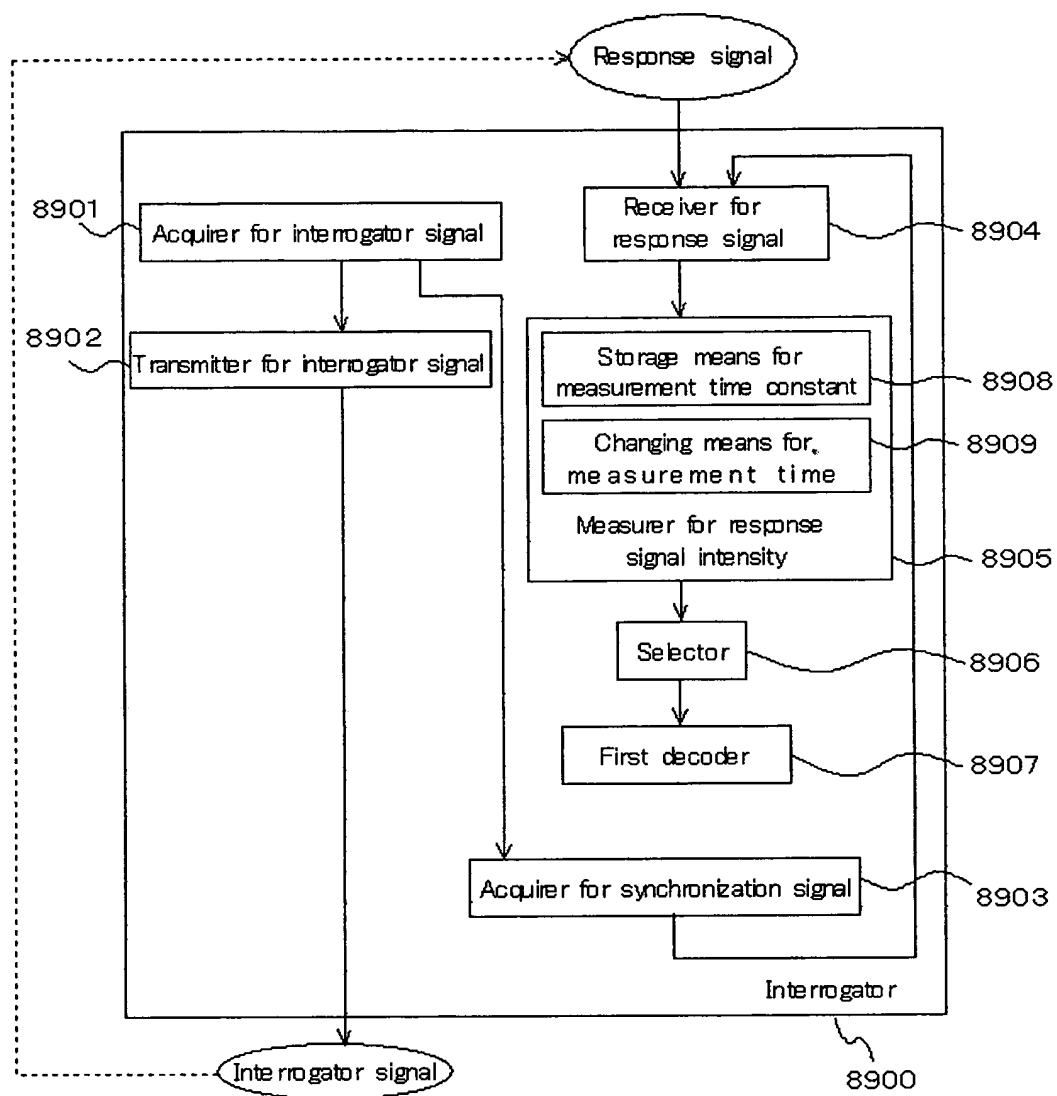 Response signal
8901
Acquirer for interrogator signal
Receiver for
response signal
8904
8902
Transmitter for interrogator signal
Storage means for
measurement time constant
8908
Changing means for
measurement time
8909
Measurer for response
signal intensity
8905
Selector
8906
First decoder
8907
Acquirer for synchronization signal
8903
Interrogator
Interrogator signal
8900